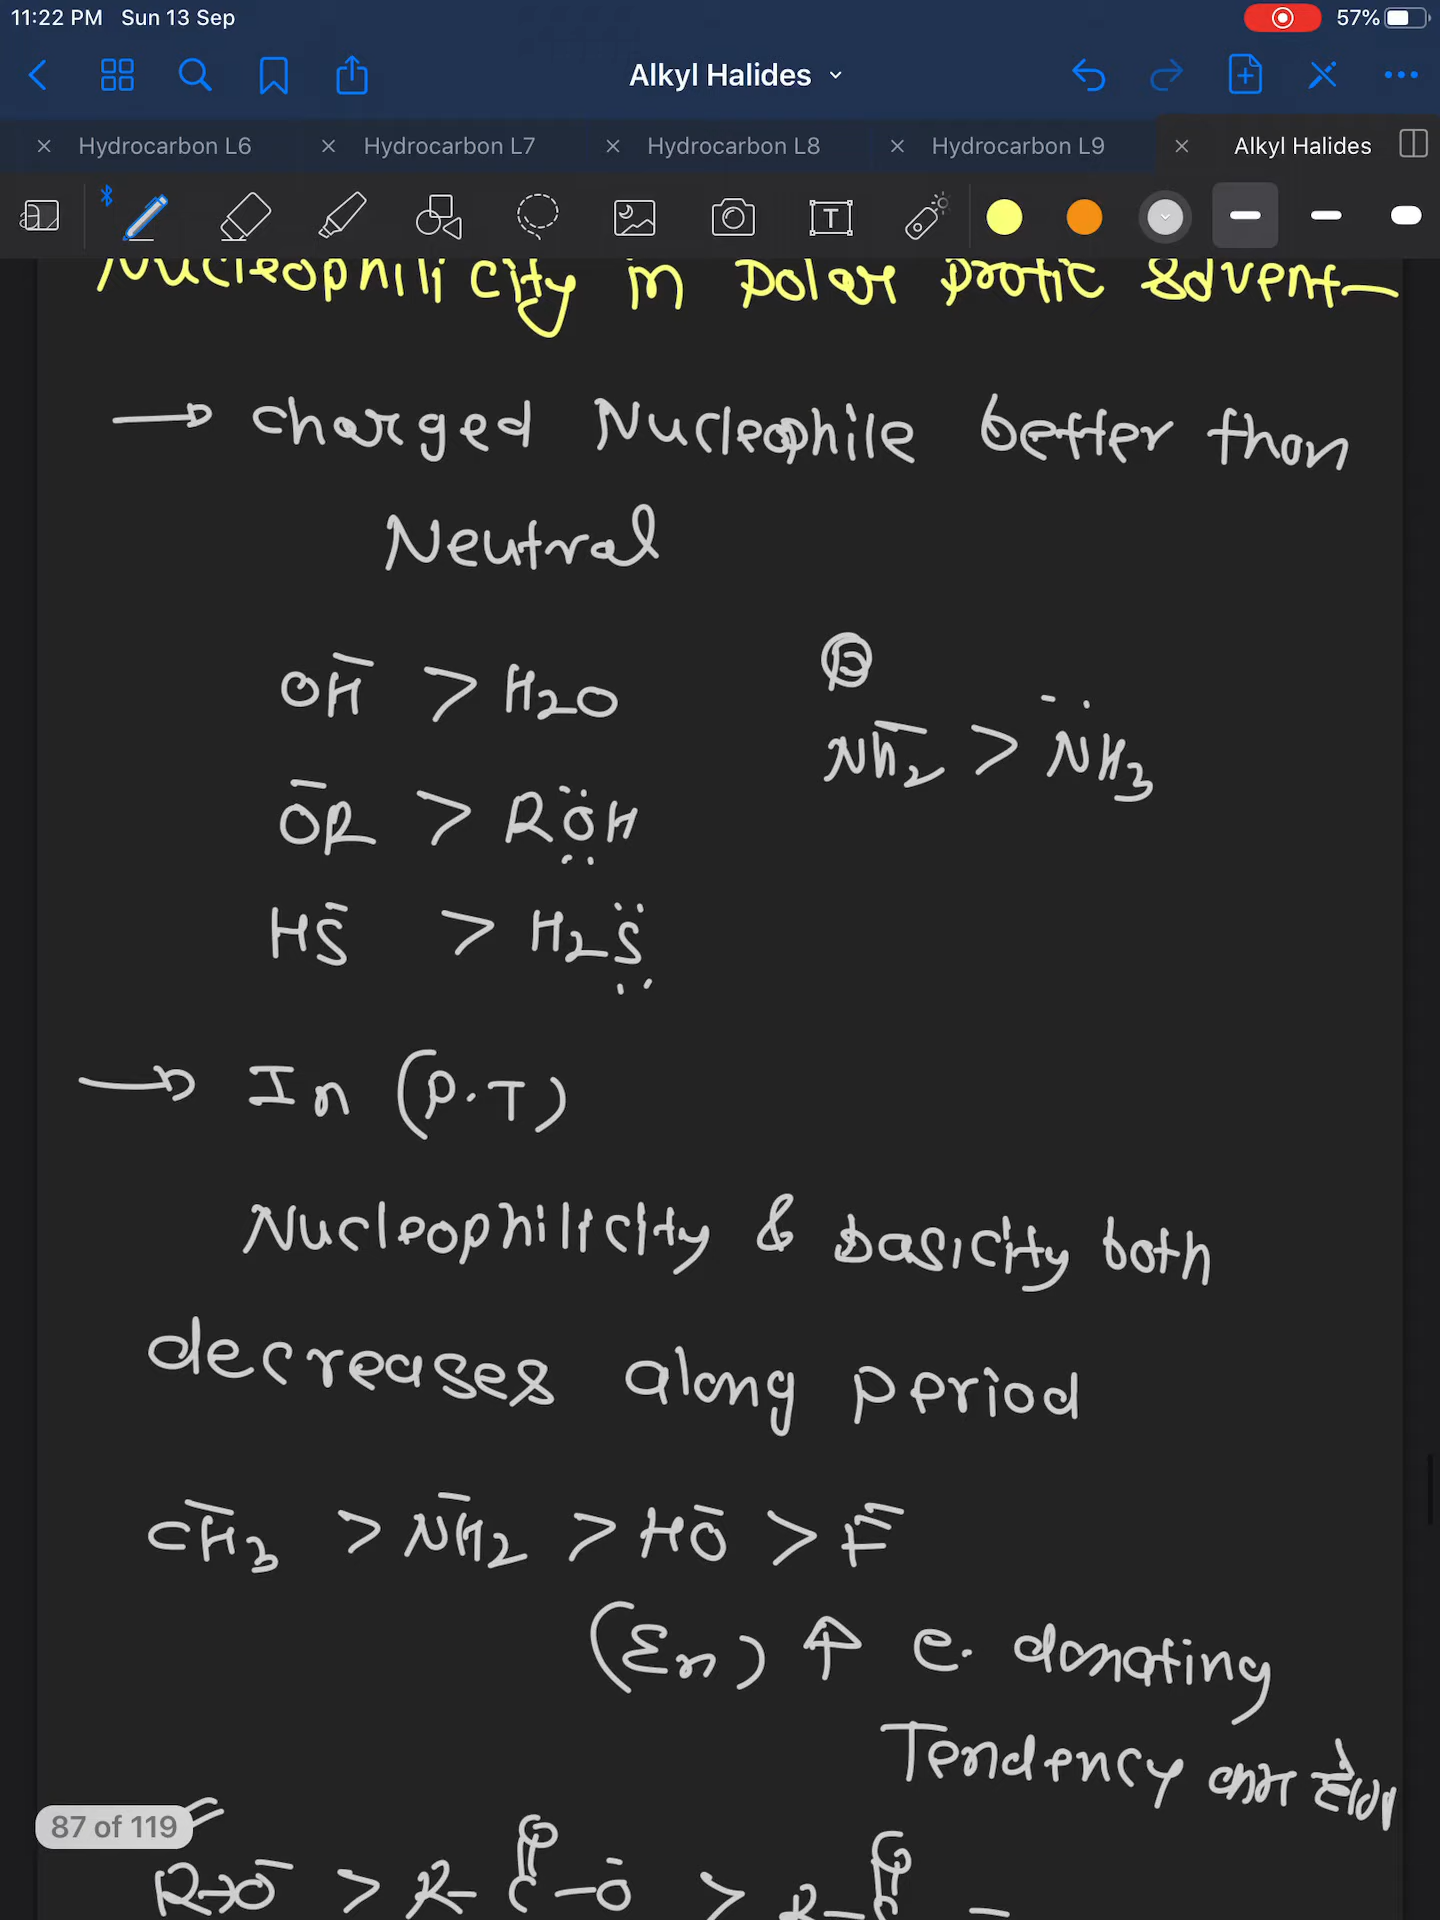 11:22 PM Sun 13 Sep 57%
Alkyl Halides
Hydrocarbon L6 Hydrocarbon L7 Hydrocarbon L8 Hydrocarbon L9 Alkyl Halides
Nucleophilicity in polar protic solvent-
→ charged Nucleophile better than
Neutral
OH̄ > H2O
NH̄2 > N̈H3
ŌR > RÖH
HS̄ > H2S̈
→ In (P.T)
Nucleophilicity & basicity both
decreases along period
CH̄3 > NH̄2 > HŌ > F̄
(En) ↑ e. donating
Tendency कम होगा
87 of 119
R-Ō > R-C-Ō > R-